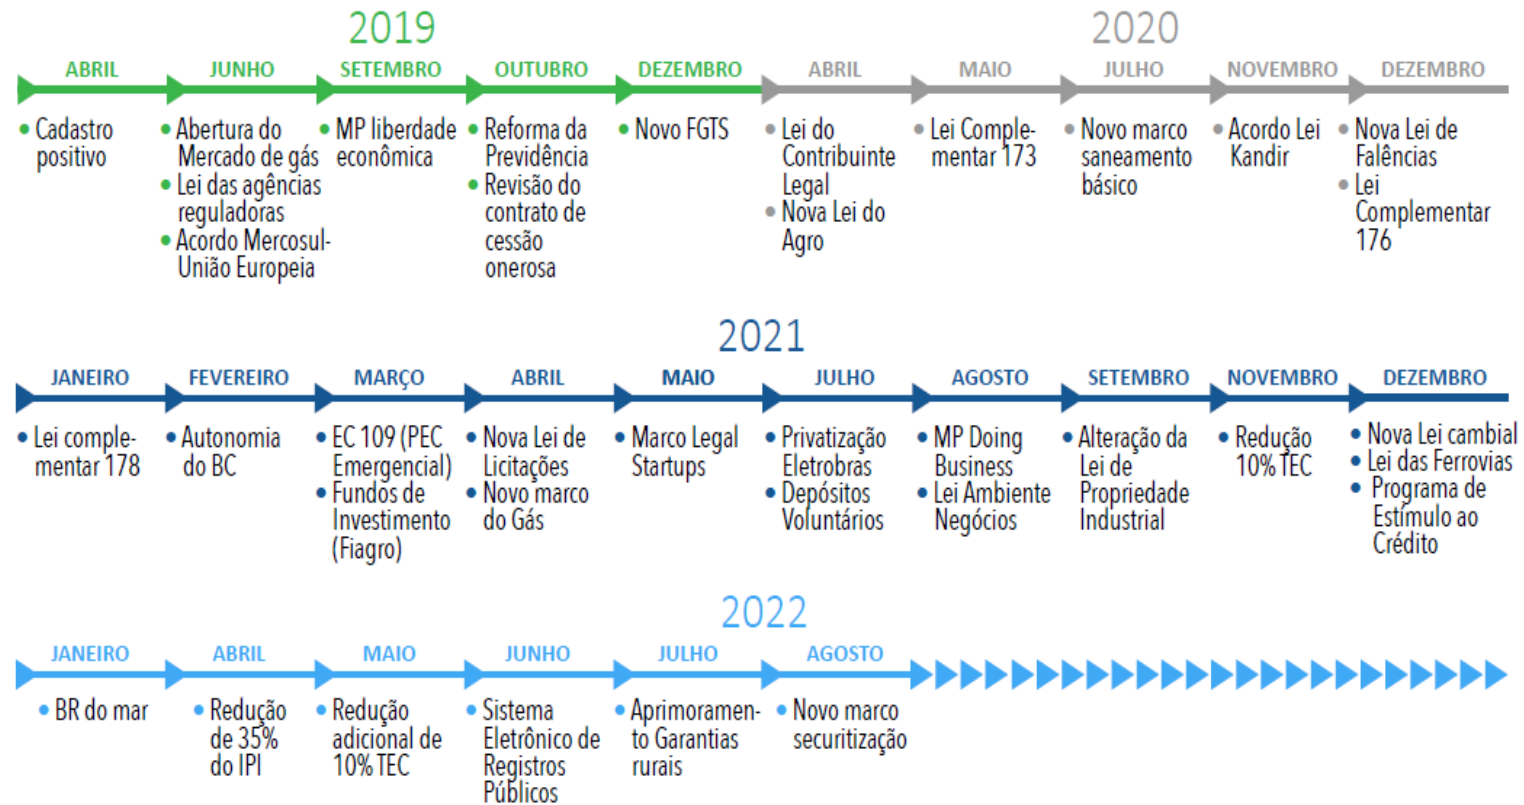 2019
2020
ABRIL
JUNHO
SETEMBRO
OUTUBRO
DEZEMBRO
ABRIL
MAIO
JULHO
NOVEMBRO
DEZEMBRO
• Cadastro
positivo
• Abertura do
Mercado de gás
• Lei das agências
reguladoras
• Acordo Mercosul-
União Europeia
• MP liberdade
econômica
• Reforma da
Previdência
• Revisão do
contrato de
cessão
onerosa
• Novo FGTS
• Lei do
Contribuinte
Legal
• Nova Lei do
Agro
• Lei Comple-
mentar 173
• Novo marco
saneamento
básico
• Acordo Lei
Kandir
• Nova Lei de
Falências
• Lei
Complementar
176
2021
JANEIRO
FEVEREIRO
MARÇO
ABRIL
MAIO
JULHO
AGOSTO
SETEMBRO
NOVEMBRO
DEZEMBRO
• Lei comple-
mentar 178
• Autonomia
do BC
• EC 109 (PEC
Emergencial)
• Fundos de
Investimento
(Fiagro)
• Nova Lei de
Licitações
• Novo marco
do Gás
• Marco Legal
Startups
• Privatização
Eletrobras
• Depósitos
Voluntários
• MP Doing
Business
• Lei Ambiente
Negócios
• Alteração da
Lei de
Propriedade
Industrial
• Redução
10% TEC
• Nova Lei cambial
• Lei das Ferrovias
• Programa de
Estímulo ao
Crédito
2022
JANEIRO
ABRIL
MAIO
JUNHO
JULHO
AGOSTO
• BR do mar
• Redução
de 35%
do IPI
• Redução
adicional de
10% TEC
• Sistema
Eletrônico de
Registros
Públicos
• Aprimoramen-
to Garantias
rurais
• Novo marco
securitização